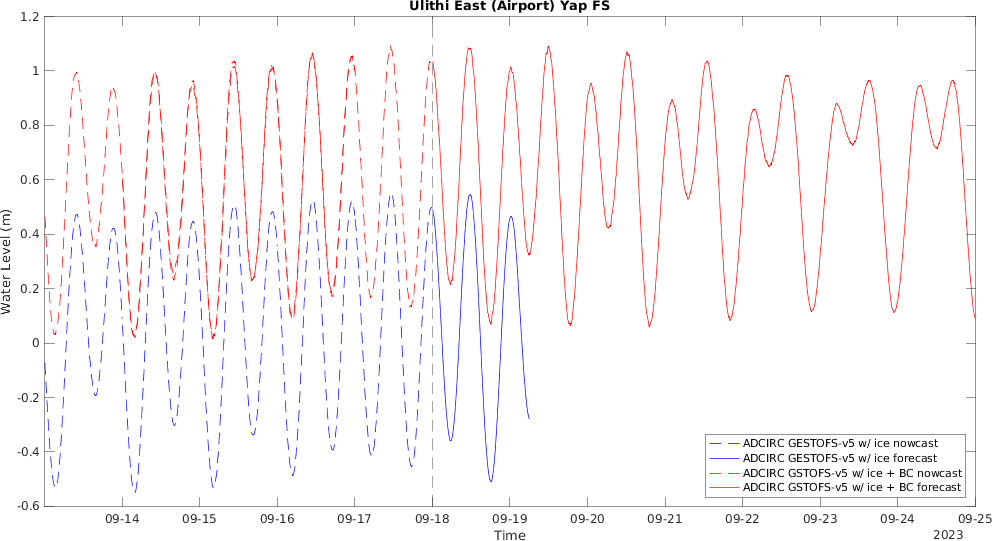 Ulithi East (Airport) Yap FS
Water Level (m)
1.2
1
0.8
0.6
0.4
0.2
0
-0.2
-0.4
-0.6
ADCIRC GESTOFS-v5 w/ ice nowcast
ADCIRC GESTOFS-v5 w/ ice forecast
ADCIRC GSTOFS-v5 w/ ice + BC nowcast
ADCIRC GSTOFS-v5 w/ ice + BC forecast
09-14 09-15 09-16 09-17 09-18 09-19 09-20 09-21 09-22 09-23 09-24 09-25
Time
2023